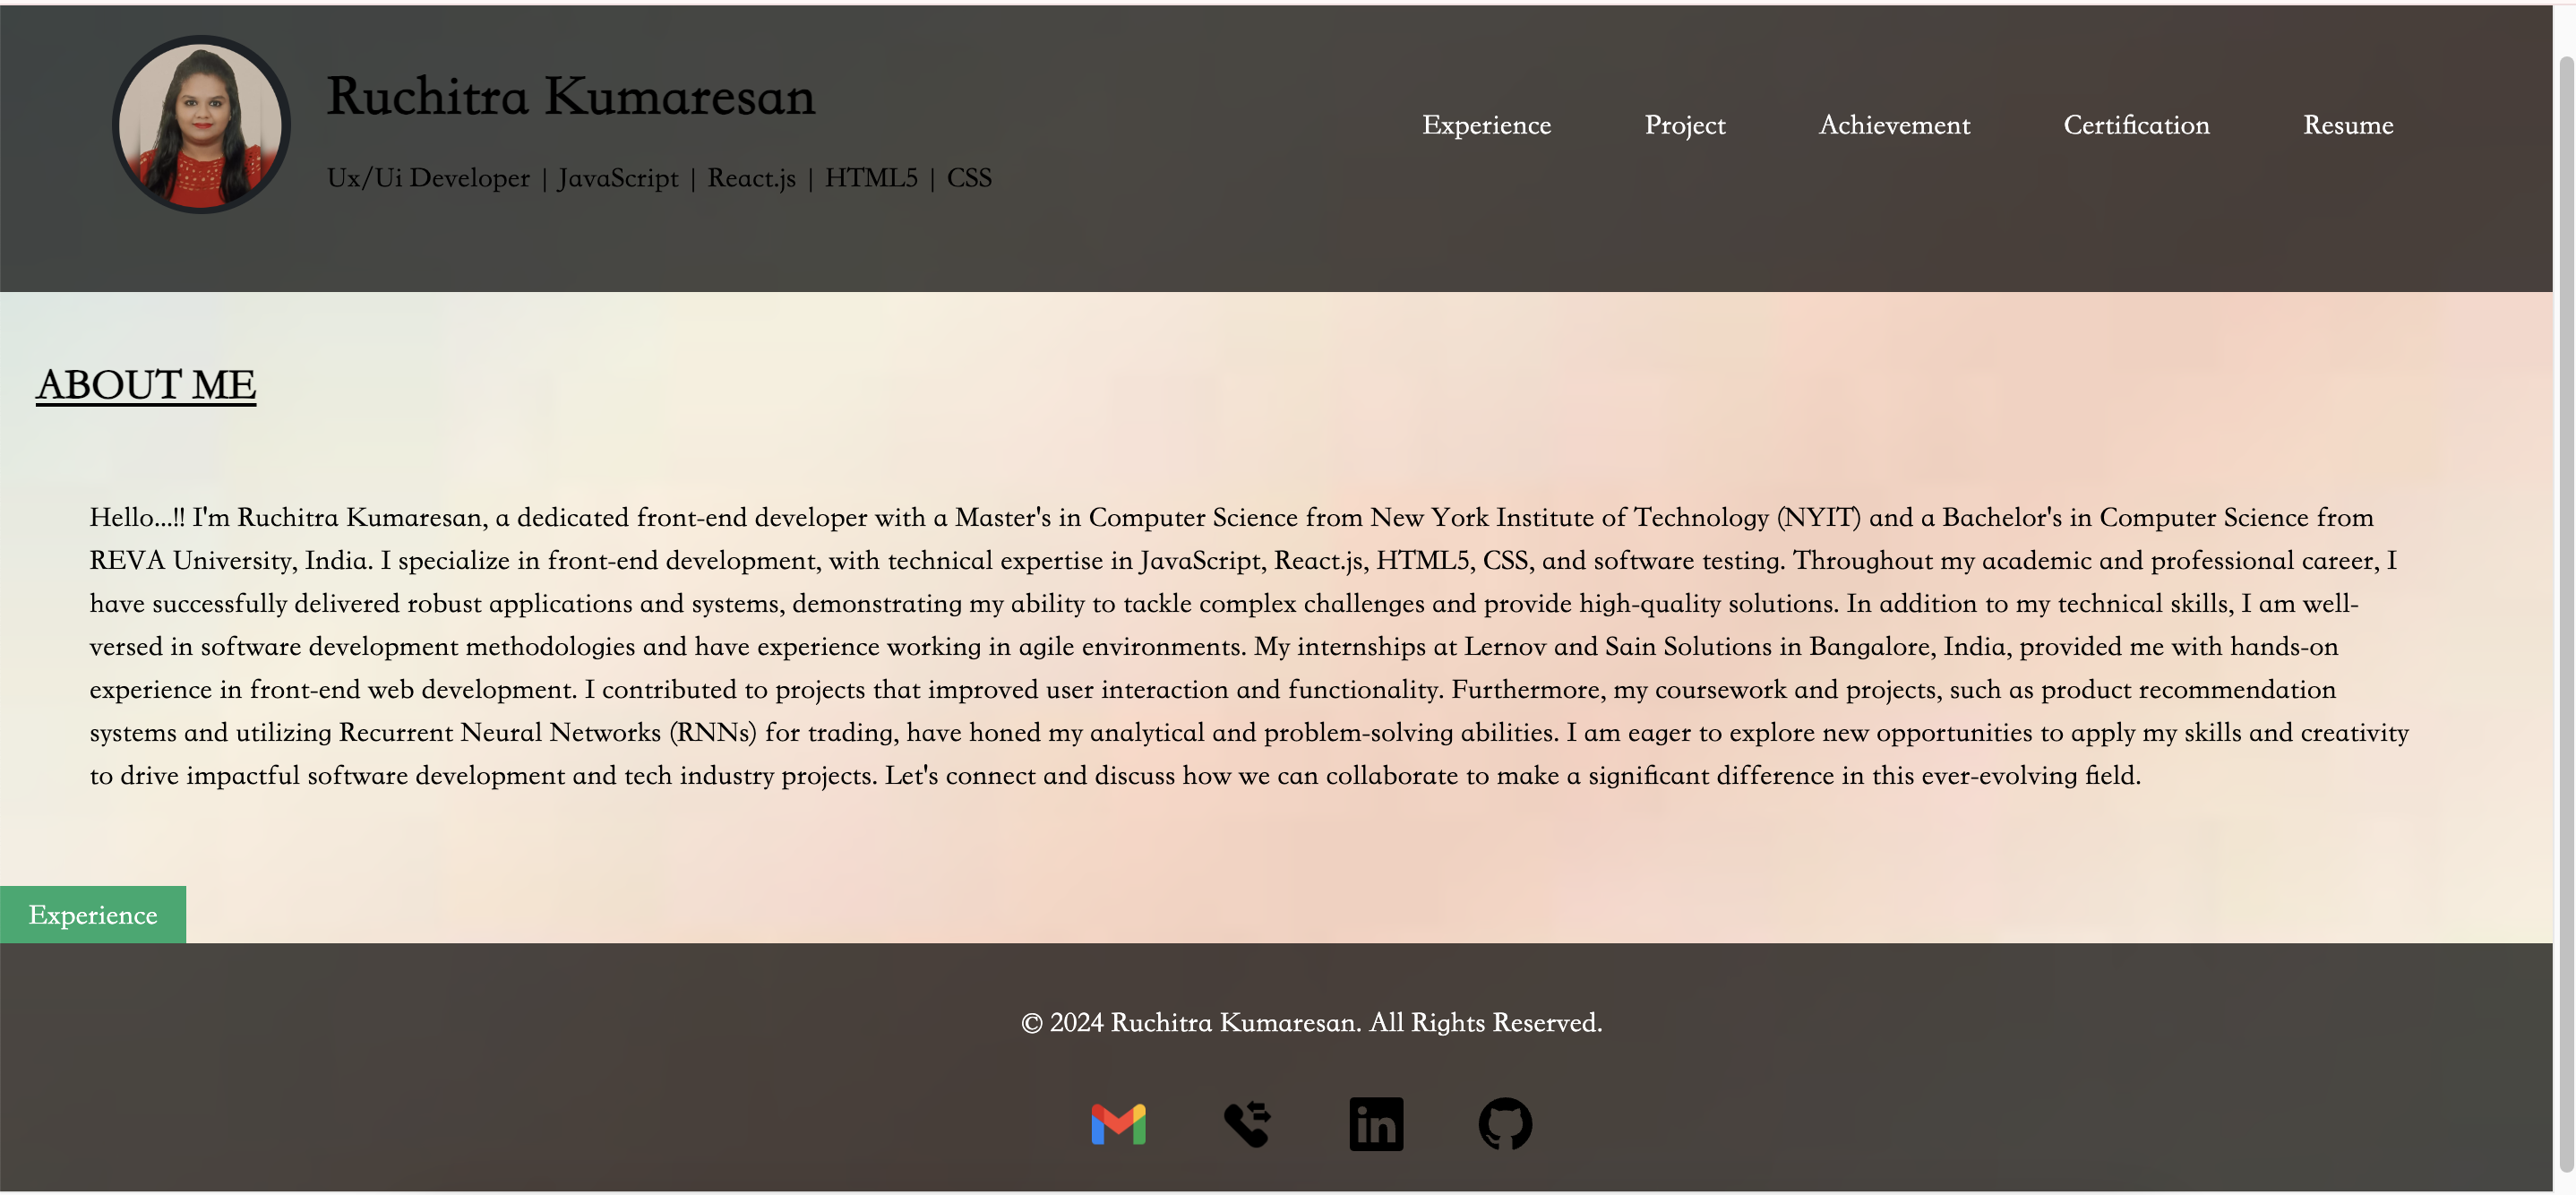 Ruchitra Kumaresan
Ux/Ui Developer | JavaScript | React.js | HTML5 | CSS
Experience Project Achievement Certification Resume
ABOUT ME
Hello...!! I'm Ruchitra Kumaresan, a dedicated front-end developer with a Master's in Computer Science from New York Institute of Technology (NYIT) and a Bachelor's in Computer Science from
REVA University, India. I specialize in front-end development, with technical expertise in JavaScript, React.js, HTML5, CSS, and software testing. Throughout my academic and professional career, I
have successfully delivered robust applications and systems, demonstrating my ability to tackle complex challenges and provide high-quality solutions. In addition to my technical skills, I am well-
versed in software development methodologies and have experience working in agile environments. My internships at Lernov and Sain Solutions in Bangalore, India, provided me with hands-on
experience in front-end web development. I contributed to projects that improved user interaction and functionality. Furthermore, my coursework and projects, such as product recommendation
systems and utilizing Recurrent Neural Networks (RNNs) for trading, have honed my analytical and problem-solving abilities. I am eager to explore new opportunities to apply my skills and creativity
to drive impactful software development and tech industry projects. Let's connect and discuss how we can collaborate to make a significant difference in this ever-evolving field.
Experience
© 2024 Ruchitra Kumaresan. All Rights Reserved.
in